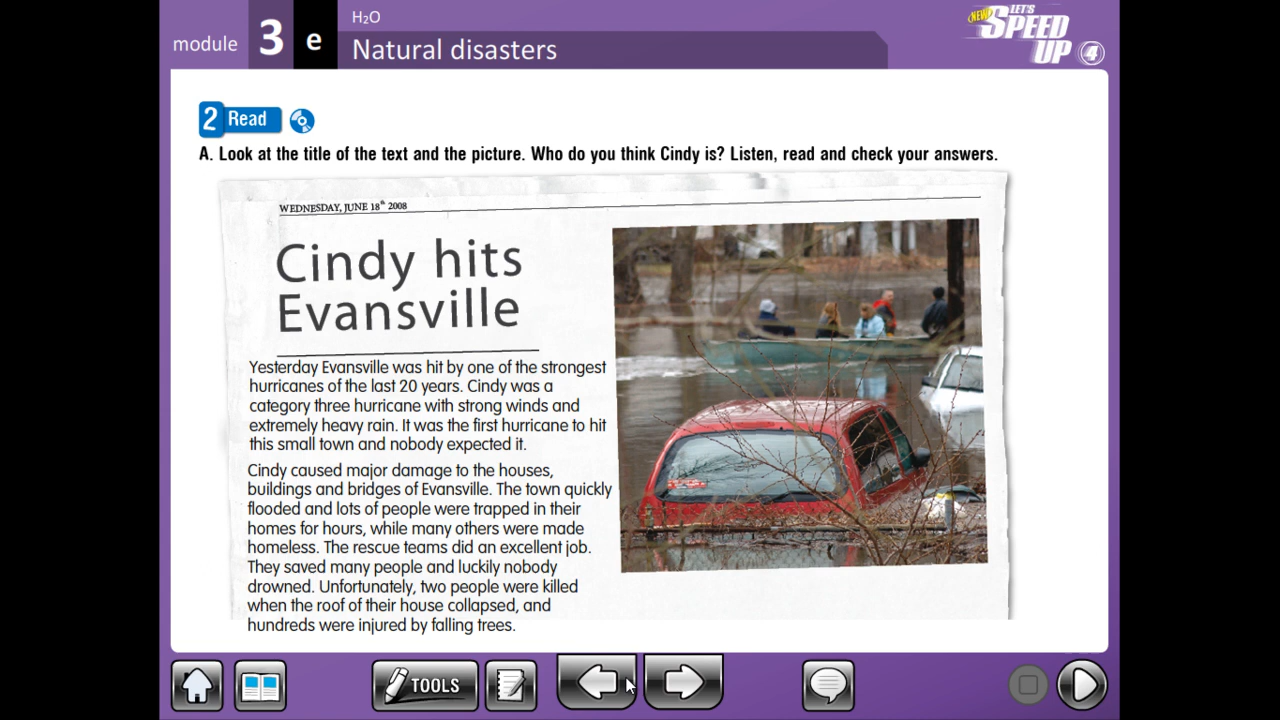 H₂O
module 3 e
Natural disasters
NEW LET'S SPEED UP 4
2 Read
A. Look at the title of the text and the picture. Who do you think Cindy is? Listen, read and check your answers.
WEDNESDAY, JUNE 18th 2008
Cindy hits
Evansville
Yesterday Evansville was hit by one of the strongest
hurricanes of the last 20 years. Cindy was a
category three hurricane with strong winds and
extremely heavy rain. It was the first hurricane to hit
this small town and nobody expected it.
Cindy caused major damage to the houses,
buildings and bridges of Evansville. The town quickly
flooded and lots of people were trapped in their
homes for hours, while many others were made
homeless. The rescue teams did an excellent job.
They saved many people and luckily nobody
drowned. Unfortunately, two people were killed
when the roof of their house collapsed, and
hundreds were injured by falling trees.
TOOLS